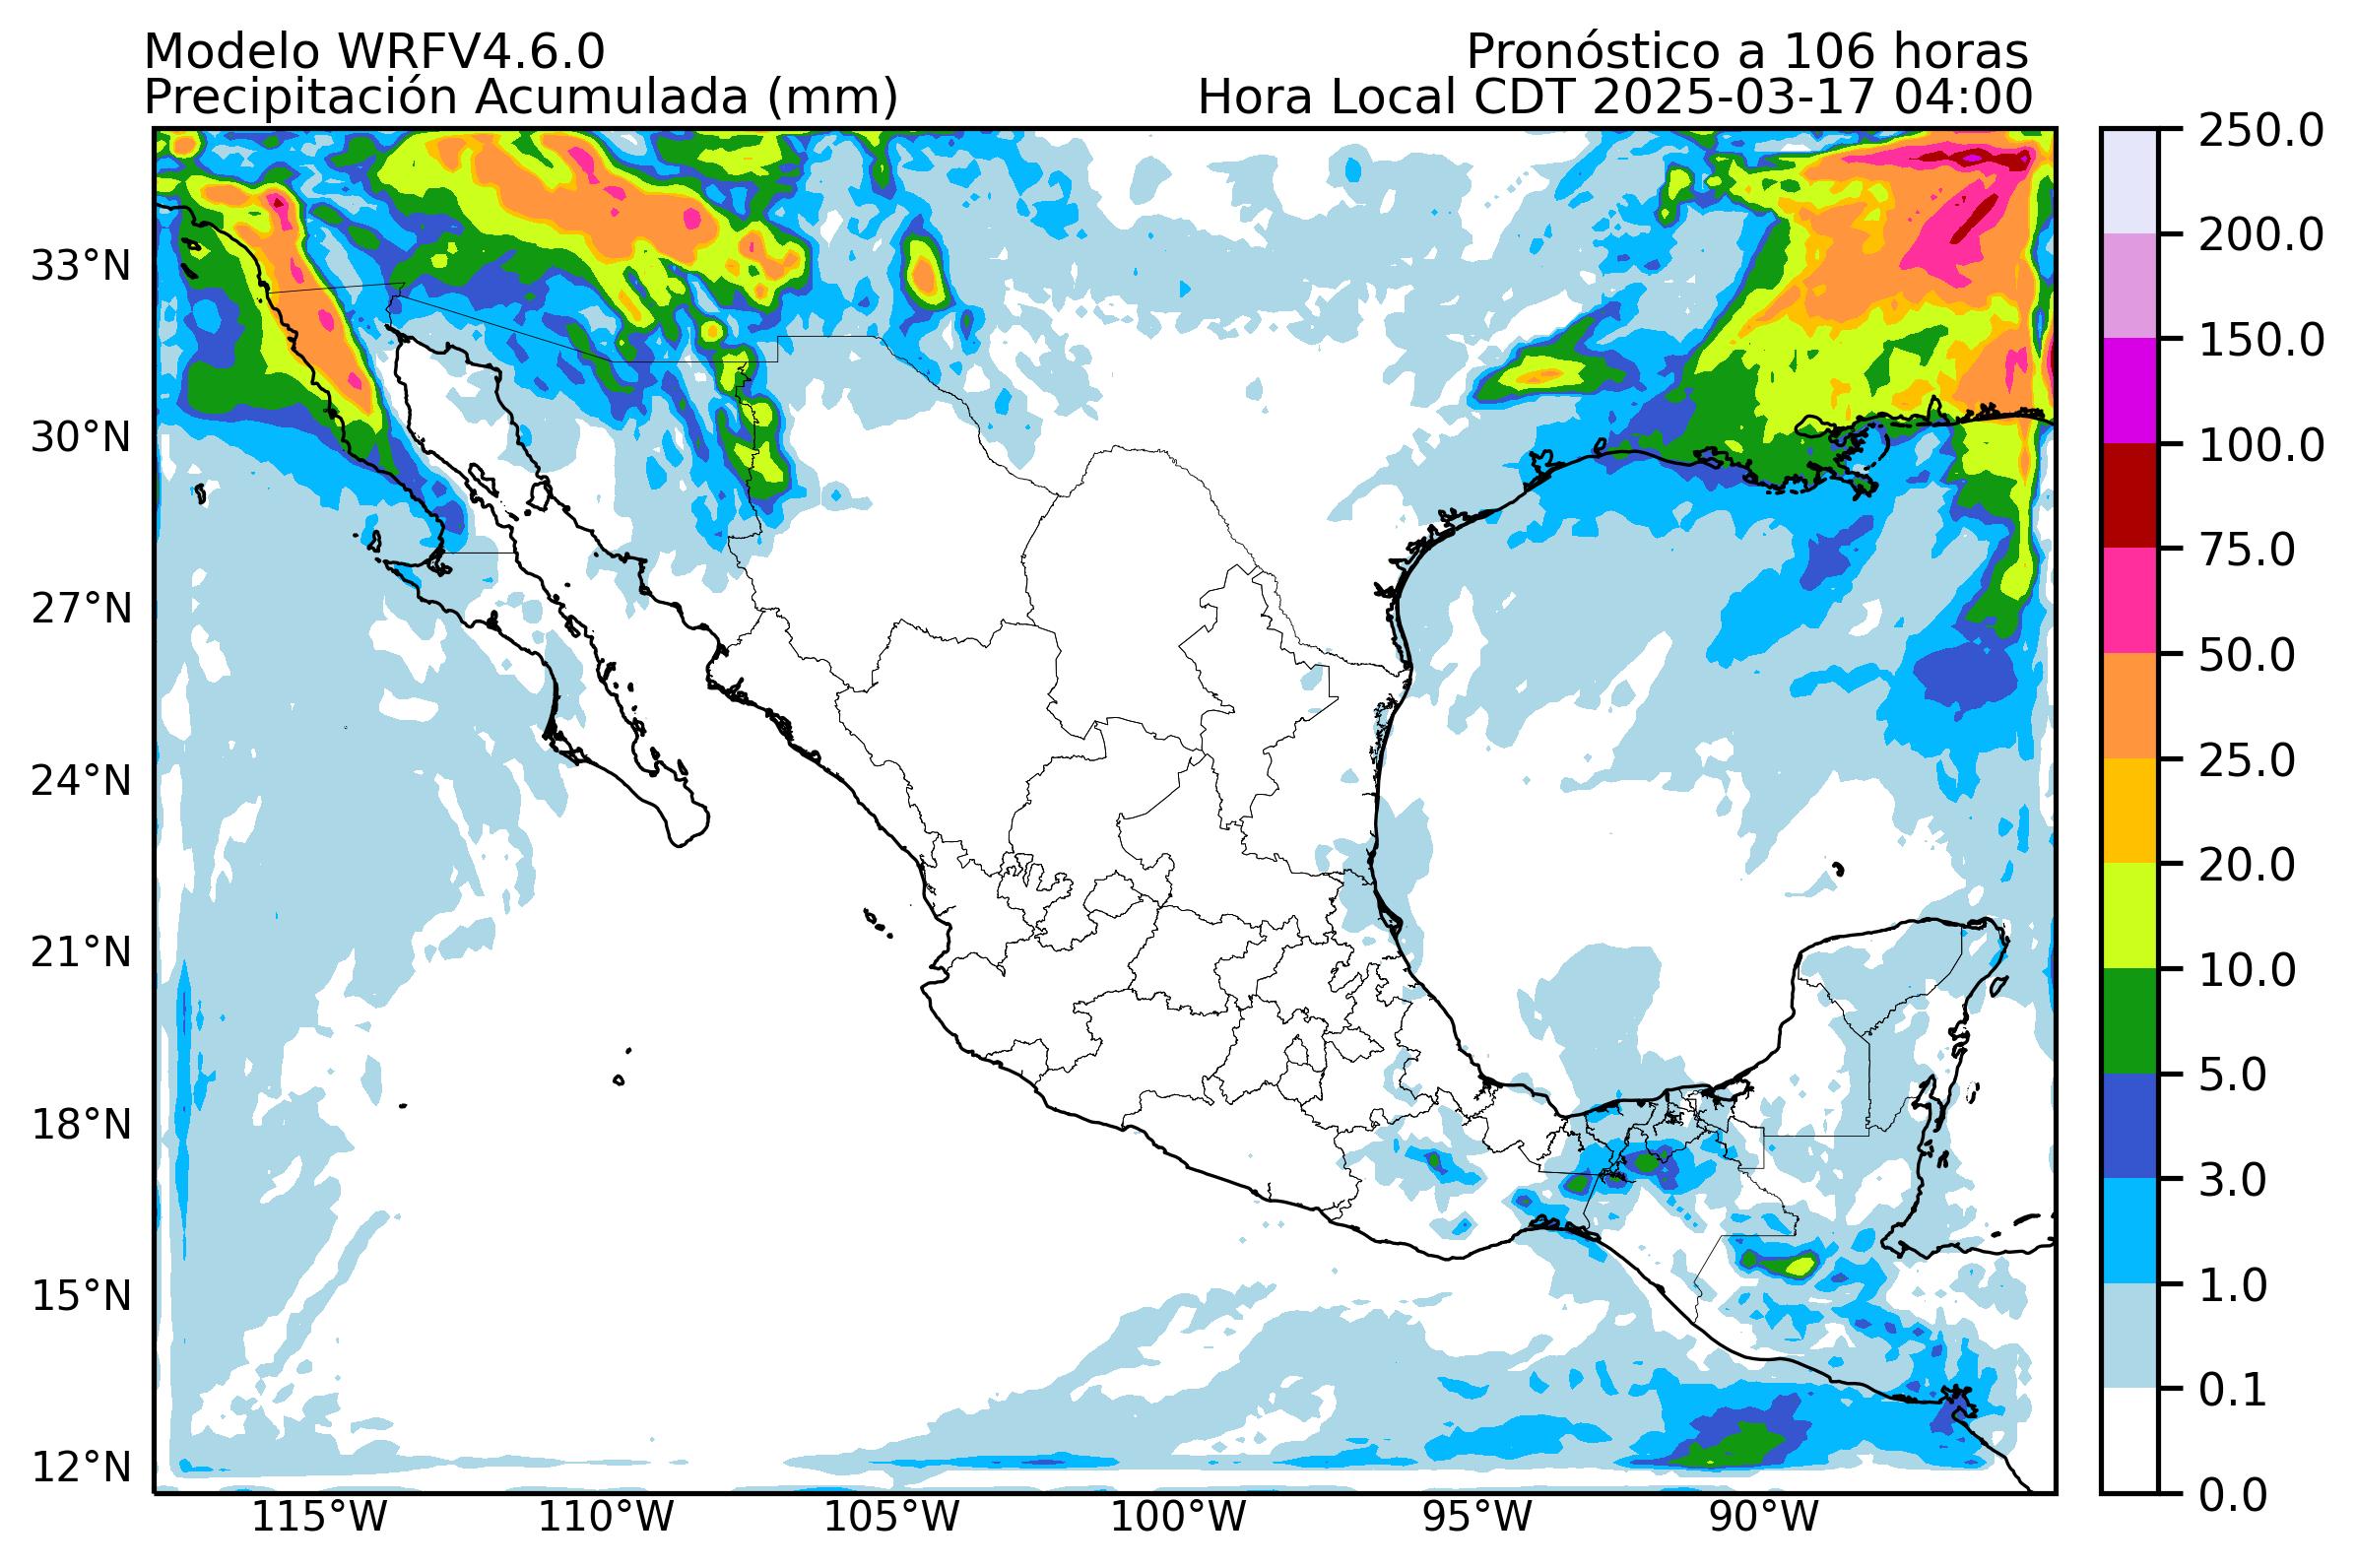 Modelo WRFV4.6.0
Pronóstico a 106 horas
Precipitación Acumulada (mm)
Hora Local CDT 2025-03-17 04:00
250.0
200.0
150.0
100.0
75.0
50.0
25.0
20.0
10.0
5.0
3.0
1.0
0.1
0.0
33°N
30°N
27°N
24°N
21°N
18°N
15°N
12°N
115°W
110°W
105°W
100°W
95°W
90°W